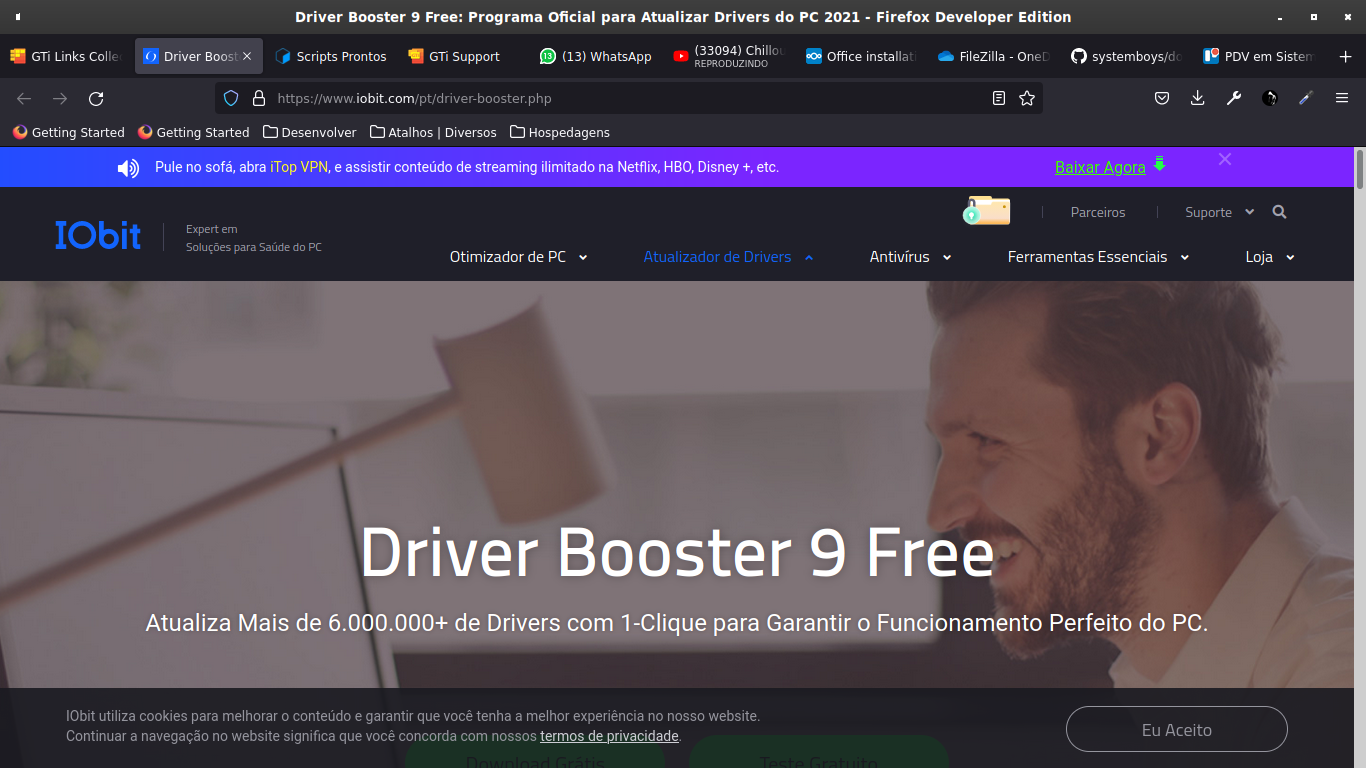 Driver Booster 9 Free: Programa Oficial para Atualizar Drivers do PC 2021 - Firefox Developer Edition
GTi Links Colle
Driver Boost
Scripts Prontos
GTi Support
13
(13) WhatsApp
(33094) Chillou
REPRODUZINDO
Office installati
FileZilla - OneD
systemboys/do
PDV em Sistem
https://www.iobit.com/pt/driver-booster.php
Getting Started
Getting Started
Desenvolver
Atalhos | Diversos
Hospedagens
Pule no sofá, abra iTop VPN, e assistir conteúdo de streaming ilimitado na Netflix, HBO, Disney +, etc.
Baixar Agora
IObit
Expert em
Soluções para Saúde do PC
Parceiros
Suporte
Otimizador de PC
Atualizador de Drivers
Antivírus
Ferramentas Essenciais
Loja
Driver Booster 9 Free
Atualiza Mais de 6.000.000+ de Drivers com 1-Clique para Garantir o Funcionamento Perfeito do PC.
IObit utiliza cookies para melhorar o conteúdo e garantir que você tenha a melhor experiência no nosso website.
Continuar a navegação no website significa que você concorda com nossos termos de privacidade.
Eu Aceito
Download Grátis
Teste Gratuito